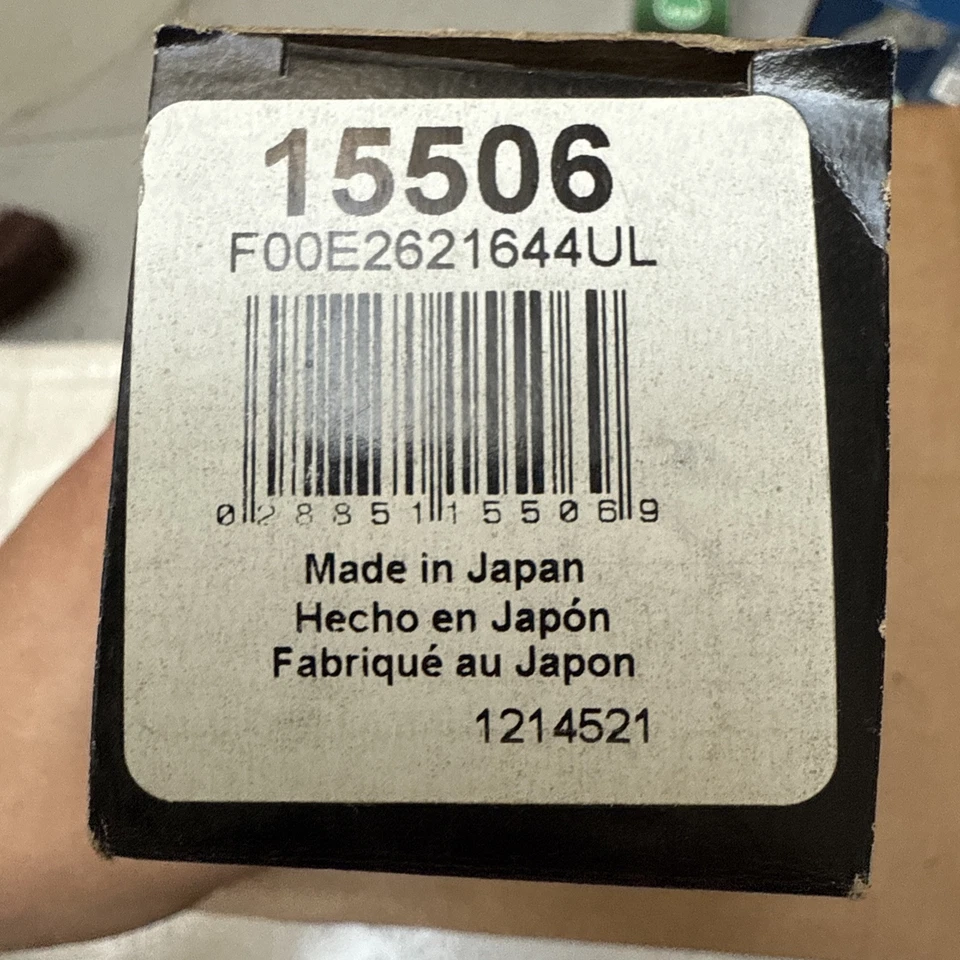 15506
F00E2621644UL
0 28851 15506 9
Made in Japan
Hecho en Japón
Fabriqué au Japon
1214521